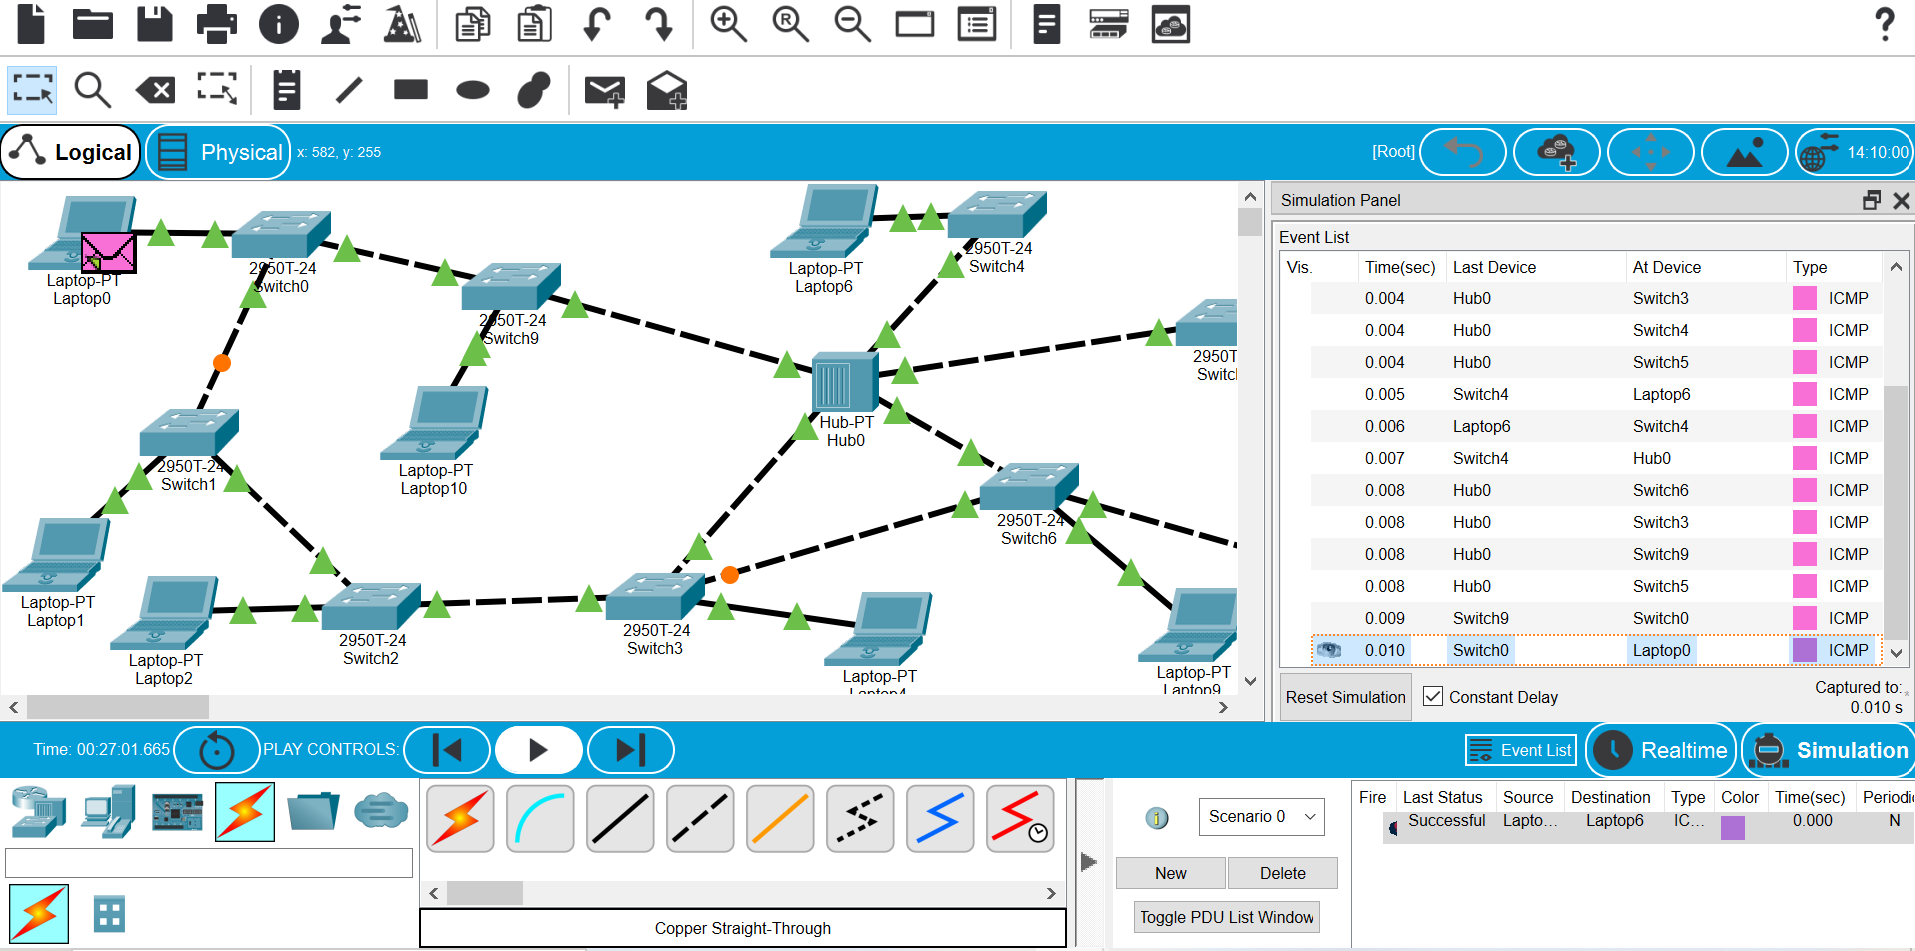 Logical
Physical
x: 582, y: 255
[Root]
14:10:00
Laptop-PT
Laptop0
2950T-24
Switch0
2950T-24
Switch9
Laptop-PT
Laptop10
2950T-24
Switch1
Laptop-PT
Laptop1
Laptop-PT
Laptop2
2950T-24
Switch2
2950T-24
Switch3
Laptop-PT
Laptop6
2950T-24
Switch4
Hub-PT
Hub0
2950T
Switc
2950T-24
Switch6
Laptop-PT
Laptop4
Laptop-PT
Laptop9
Simulation Panel
Event List
Vis. Time(sec) Last Device At Device Type
0.004 Hub0 Switch3 ICMP
0.004 Hub0 Switch4 ICMP
0.004 Hub0 Switch5 ICMP
0.005 Switch4 Laptop6 ICMP
0.006 Laptop6 Switch4 ICMP
0.007 Switch4 Hub0 ICMP
0.008 Hub0 Switch6 ICMP
0.008 Hub0 Switch3 ICMP
0.008 Hub0 Switch9 ICMP
0.008 Hub0 Switch5 ICMP
0.009 Switch9 Switch0 ICMP
0.010 Switch0 Laptop0 ICMP
Reset Simulation
Constant Delay
Captured to:*
0.010 s
Time: 00:27:01.665
PLAY CONTROLS:
Event List
Realtime
Simulation
Copper Straight-Through
Scenario 0
New
Delete
Toggle PDU List Window
Fire Last Status Source Destination Type Color Time(sec) Periodic
Successful Lapto... Laptop6 IC... 0.000 N